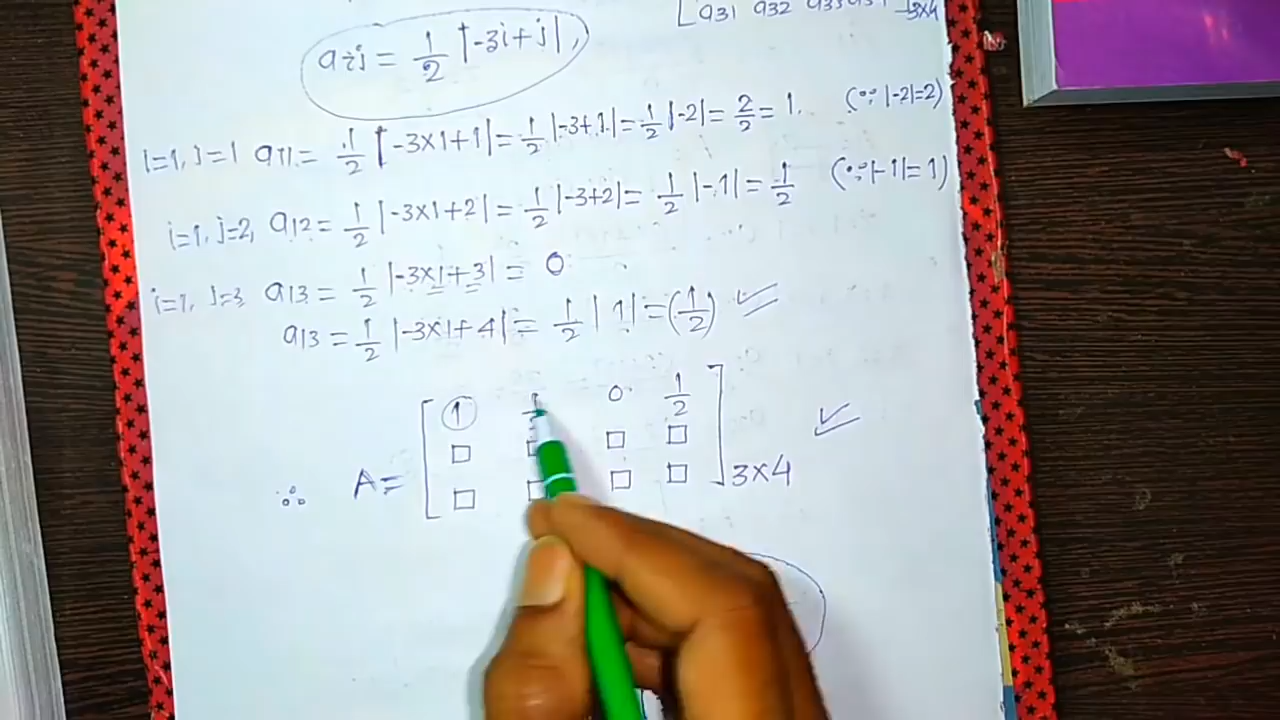 a31 a32 a33 a34 3×4
aij = 1/2 |-3i+j|,
i=1, j=1 a11 = 1/2 |-3×1+1| = 1/2 |-3+1| = 1/2 |-2| = 2/2 = 1. (∵ |-2|=2)
i=1, j=2, a12 = 1/2 |-3×1+2| = 1/2 |-3+2| = 1/2 |-1| = 1/2 (∵ |-1|=1)
i=1, j=3, a13 = 1/2 |-3×1+3| = 0
a13 = 1/2 |-3×1+4| = 1/2 |1| = (1/2)
∴ A = [ 1 1 0 1/2
□ □ □ □
□ □ □ □ ] 3×4